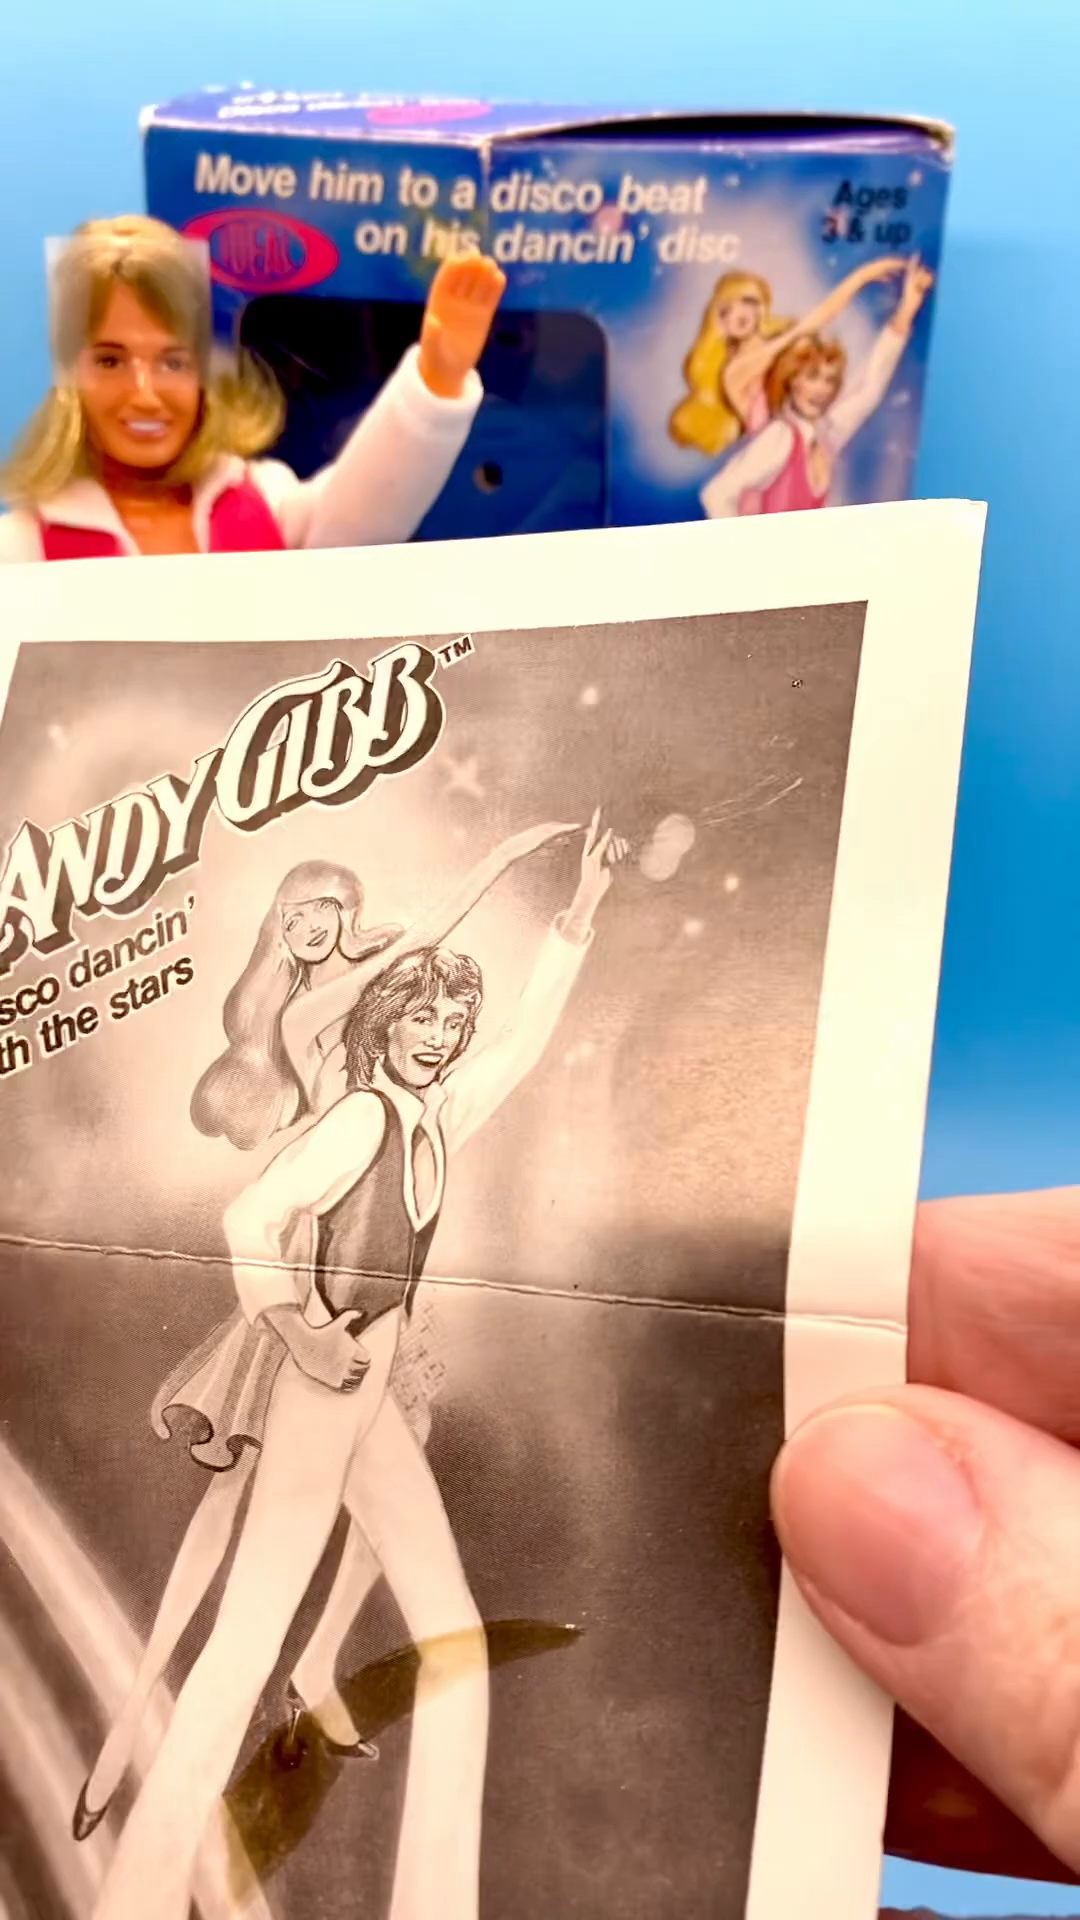 Move him to a disco beat
on his dancin' disc
Ages
3 & up
IDEAL
ANDY GIBB™
sco dancin'
th the stars